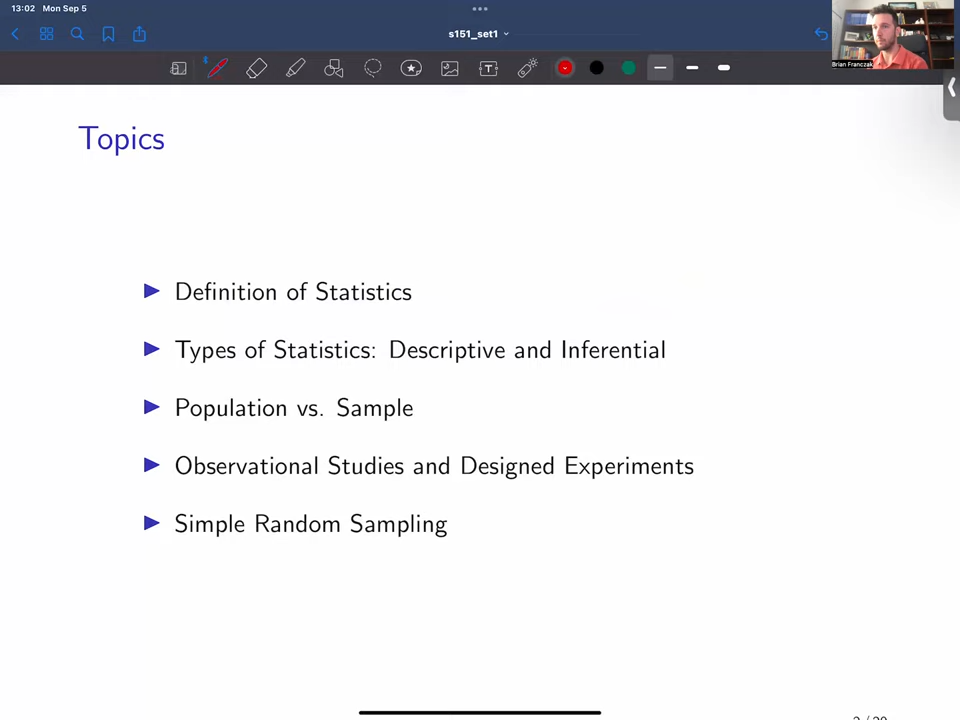 13:02 Mon Sep 5
s151_set1
Brian Franczak
Topics
Definition of Statistics
Types of Statistics: Descriptive and Inferential
Population vs. Sample
Observational Studies and Designed Experiments
Simple Random Sampling